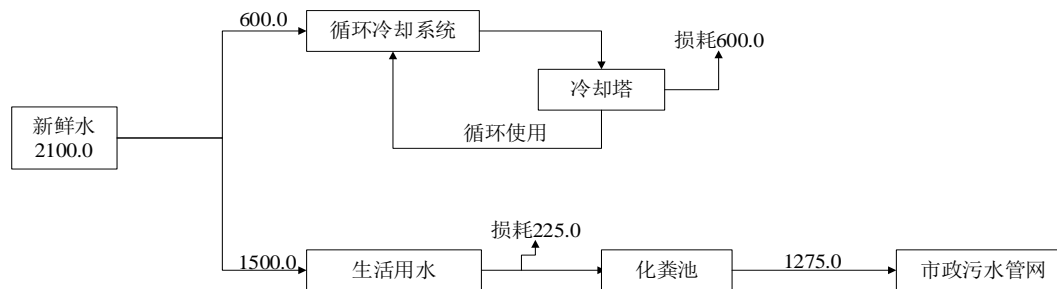 600.0
循环冷却系统
损耗600.0
冷却塔
新鲜水
2100.0
循环使用
损耗225.0
1500.0
生活用水
化粪池
1275.0
市政污水管网